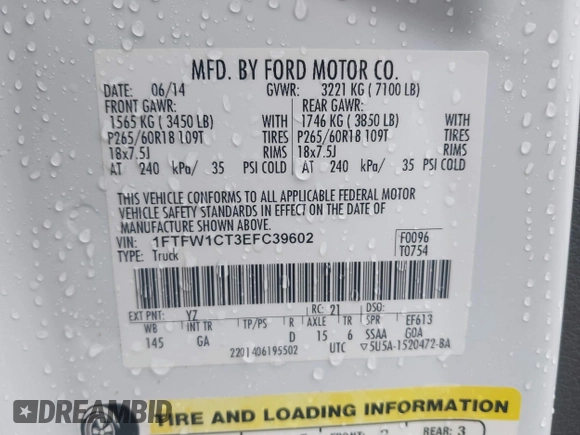 MFD. BY FORD MOTOR CO.
DATE: 06/14 GVWR: 3221 KG ( 7100 LB)
FRONT GAWR: REAR GAWR:
1565 KG ( 3450 LB) WITH 1746 KG ( 3850 LB) WITH
P265/60R18 109T TIRES P265/60R18 109T TIRES
18x7.5J RIMS 18x7.5J RIMS
AT 240 kPa/ 35 PSI COLD AT 240 kPa/ 35 PSI COLD
THIS VEHICLE CONFORMS TO ALL APPLICABLE FEDERAL MOTOR
VEHICLE SAFETY STANDARDS IN EFFECT ON THE DATE OF
MANUFACTURE SHOWN ABOVE.
VIN: 1FTFW1CT3EFC39602 F0096
TYPE: Truck T0754
EXT PNT: YZ RC: 21 DSO:
WB INT TR TP/PS R AXLE TR SPR EF613
145 GA D 15 6 SSAA GOA
2201406195502 UTC 5U5A-1520472-BA
TIRE AND LOADING INFORMATION
FRONT: 2 REAR: 3
DREAMBID